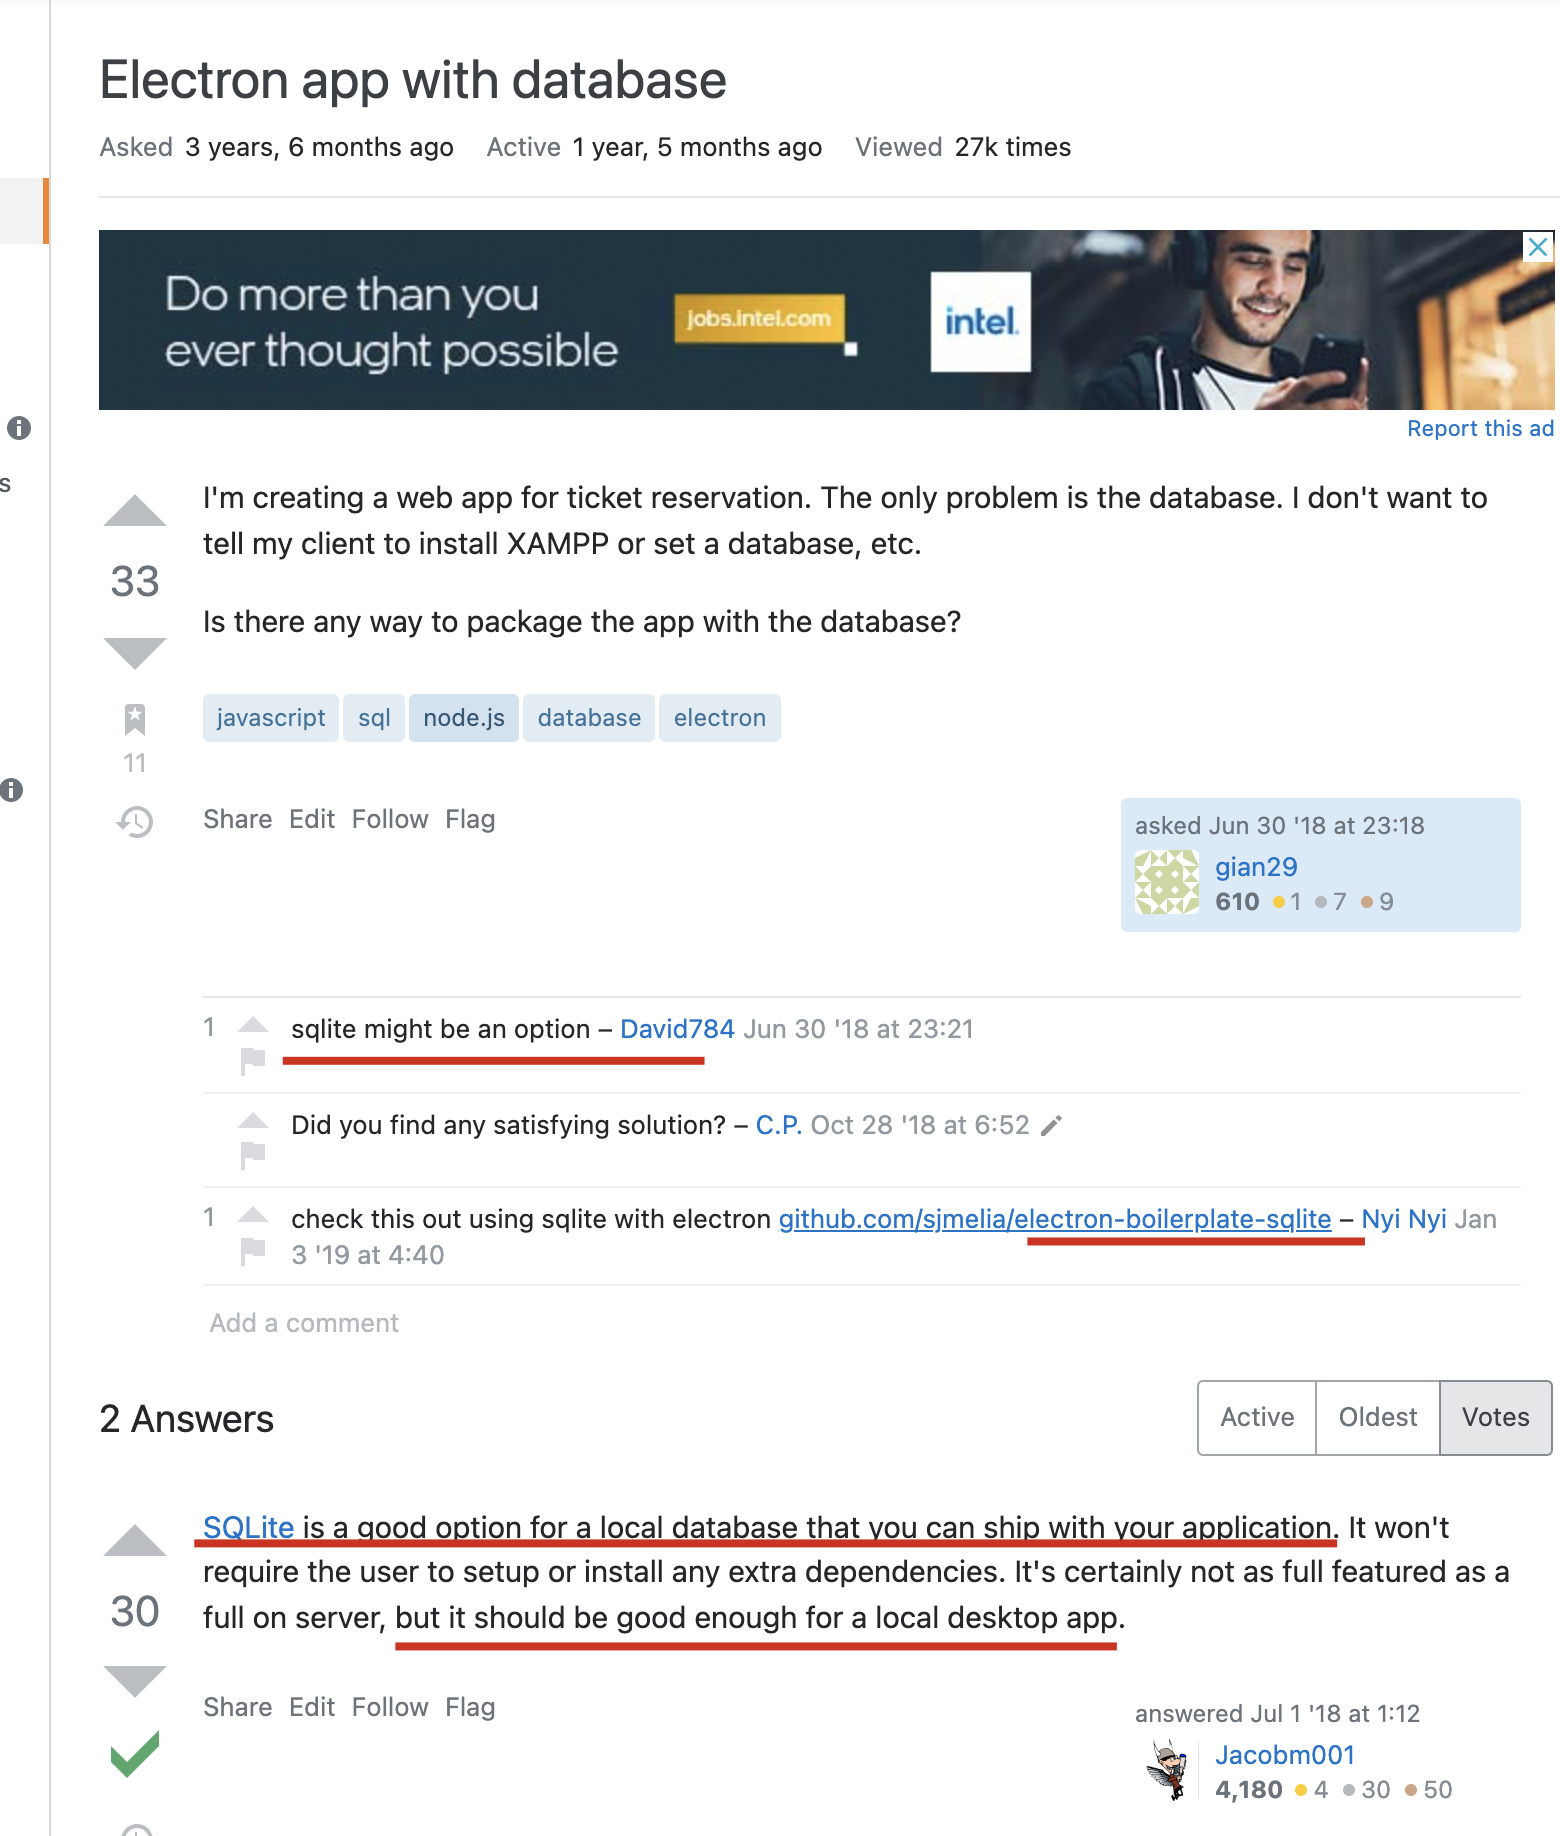 Electron app with database
Asked 3 years, 6 months ago Active 1 year, 5 months ago Viewed 27k times
Do more than you
ever thought possible
jobs.intel.com
intel.
Report this ad
s
I'm creating a web app for ticket reservation. The only problem is the database. I don't want to
tell my client to install XAMPP or set a database, etc.
33
Is there any way to package the app with the database?
javascript sql node.js database electron
11
Share Edit Follow Flag
asked Jun 30 '18 at 23:18
gian29
610 1 7 9
1 sqlite might be an option – David784 Jun 30 '18 at 23:21
Did you find any satisfying solution? – C.P. Oct 28 '18 at 6:52
1 check this out using sqlite with electron github.com/sjmelia/electron-boilerplate-sqlite – Nyi Nyi Jan
3 '19 at 4:40
Add a comment
2 Answers
Active Oldest Votes
SQLite is a good option for a local database that you can ship with your application. It won't
require the user to setup or install any extra dependencies. It's certainly not as full featured as a
full on server, but it should be good enough for a local desktop app.
30
Share Edit Follow Flag
answered Jul 1 '18 at 1:12
Jacobm001
4,180 4 30 50